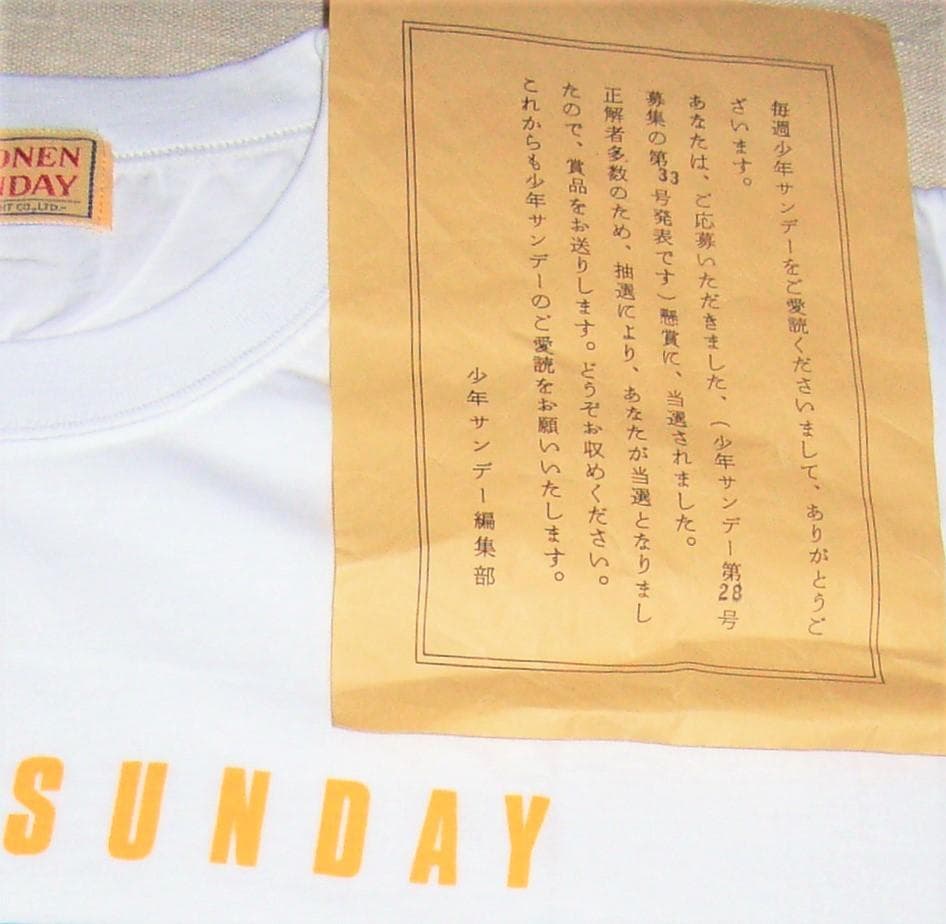 毎週少年サンデーをご愛読くださいまして、ありがとうご
ざいます。
あなたは、ご応募いただきました、(少年サンデー第28号
募集の第33号発表です)懸賞に、当選されました。
正解者多数のため、抽選により、あなたが当選となりまし
たので、賞品をお送りします。どうぞお収めください。
これからも少年サンデーのご愛読をお願いいたします。
少年サンデー編集部
ONEN
NDAY
HT CO.,LTD.-
SUNDAY